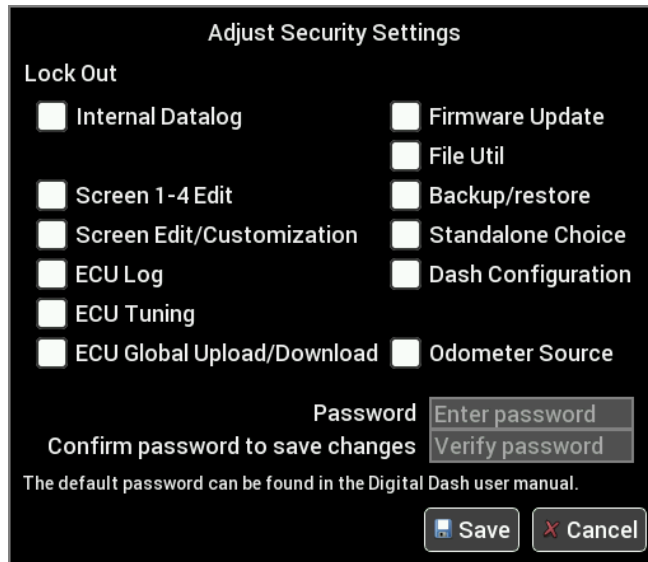 Adjust Security Settings
Lock Out
Internal Datalog Firmware Update
File Util
Screen 1-4 Edit Backup/restore
Screen Edit/Customization Standalone Choice
ECU Log Dash Configuration
ECU Tuning
ECU Global Upload/Download Odometer Source
Password Enter password
Confirm password to save changes Verify password
The default password can be found in the Digital Dash user manual.
Save Cancel